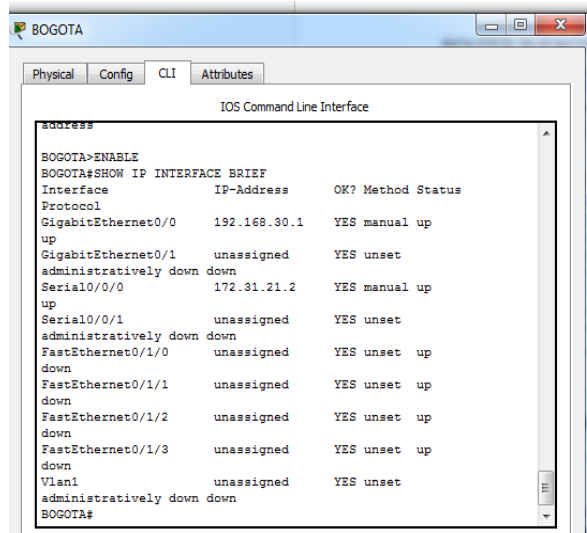 BOGOTA
Physical Config CLI Attributes
IOS Command Line Interface
address
BOGOTA>ENABLE
BOGOTA#SHOW IP INTERFACE BRIEF
Interface IP-Address OK? Method Status
Protocol
GigabitEthernet0/0 192.168.30.1 YES manual up
up
GigabitEthernet0/1 unassigned YES unset
administratively down down
Serial0/0/0 172.31.21.2 YES manual up
up
Serial0/0/1 unassigned YES unset
administratively down down
FastEthernet0/1/0 unassigned YES unset up
down
FastEthernet0/1/1 unassigned YES unset up
down
FastEthernet0/1/2 unassigned YES unset up
down
FastEthernet0/1/3 unassigned YES unset up
down
Vlan1 unassigned YES unset
administratively down down
BOGOTA#